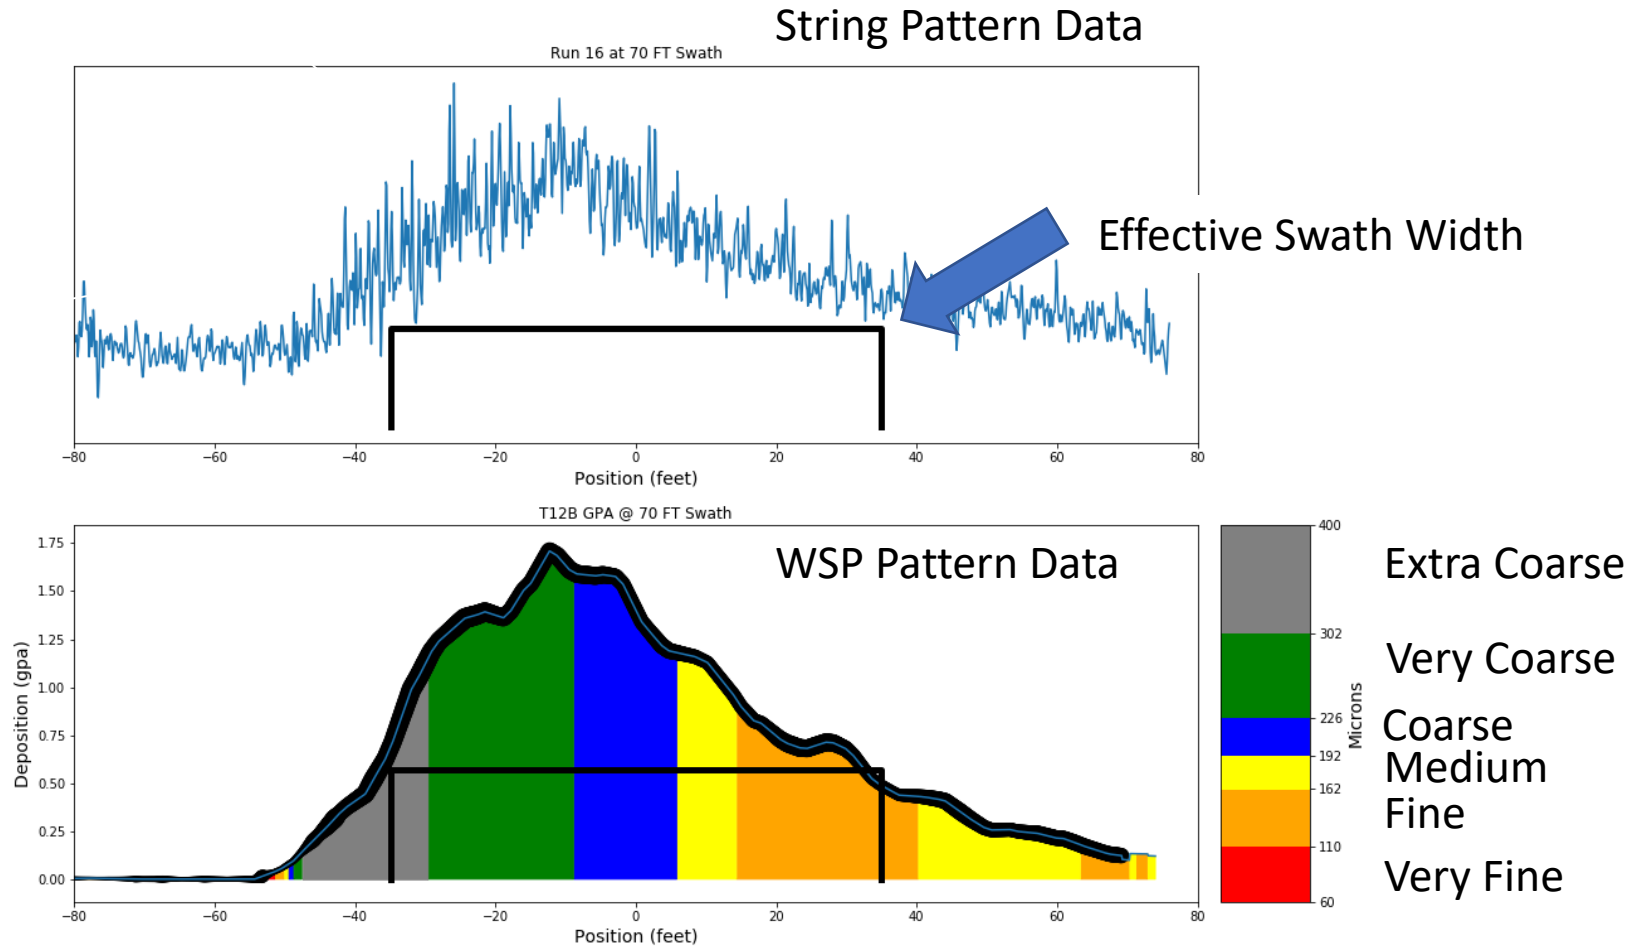 String Pattern Data
Run 16 at 70 FT Swath
Effective Swath Width
−80 −60 −40 −20 0 20 40 60 80
Position (feet)
T12B GPA @ 70 FT Swath
WSP Pattern Data
Deposition (gpa)
1.75
1.50
1.25
1.00
0.75
0.50
0.25
0.00
−80 −60 −40 −20 0 20 40 60 80
Position (feet)
400
302
226
192
162
110
60
Microns
Extra Coarse
Very Coarse
Coarse
Medium
Fine
Very Fine